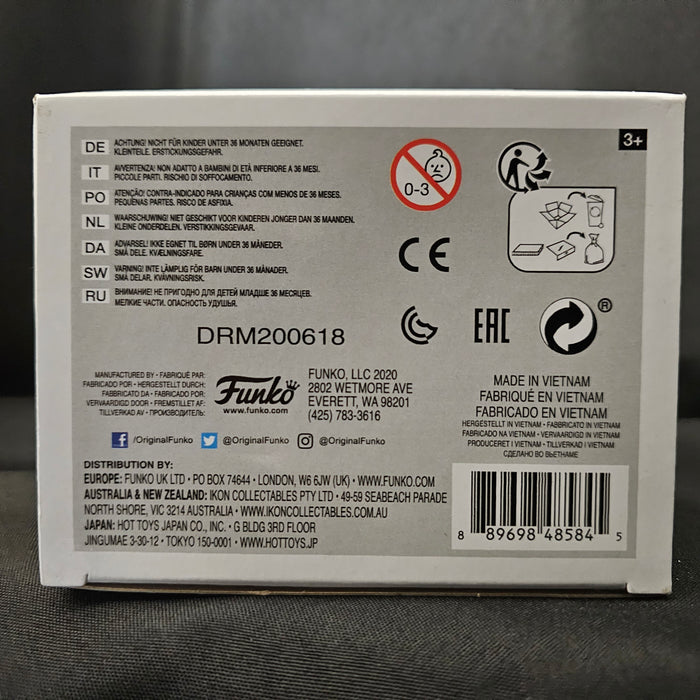 DE ACHTUNG! NICHT FÜR KINDER UNTER 36 MONATEN GEEIGNET.
KLEINTEILE. ERSTICKUNGSGEFAHR.
IT AVVERTENZA! NON ADATTO A BAMBINI DI ETÀ INFERIORE A 36 MESI.
PICCOLE PARTI. RISCHIO DI SOFFOCAMENTO.
PO ATENÇÃO! CONTRA-INDICADO PARA CRIANÇAS COM MENOS DE 36 MESES.
PEQUENAS PARTES. RISCO DE ASFIXIA.
NL WAARSCHUWING! NIET GESCHIKT VOOR KINDEREN JONGER DAN 36 MAANDEN.
KLEINE ONDERDELEN. VERSTIKKINGSGEVAAR.
DA ADVARSEL! IKKE EGNET TIL BØRN UNDER 36 MÅNEDER.
SMÅ DELE. KVÆLNINGSFARE.
SW VARNING! INTE LÄMPLIG FÖR BARN UNDER 36 MÅNADER.
SMÅ DELAR. KVÄVNINGSRISK.
RU ВНИМАНИЕ! НЕ ПРИГОДНО ДЛЯ ДЕТЕЙ МЛАДШЕ 36 МЕСЯЦЕВ.
МЕЛКИЕ ЧАСТИ. ОПАСНОСТЬ УДУШЬЯ.
0-3
3+
CE
EAC
®
DRM200618
MANUFACTURED BY • FABRIQUÉ PAR:
FABRICADO POR • HERGESTELLT DURCH:
FABBRICATO DA • FABRICADO POR:
VERVAARDIGD DOOR • FREMSTILLET AF:
TILLVERKAD AV • ПРОИЗВОДИТЕЛЬ:
Funko
www.funko.com
FUNKO, LLC 2020
2802 WETMORE AVE
EVERETT, WA 98201
(425) 783-3616
MADE IN VIETNAM
FABRIQUÉ EN VIETNAM
FABRICADO EN VIETNAM
HERGESTELLT IN VIETNAM • FABBRICATO IN VIETNAM
FABRICADO NA VIETNAM • VERVAARDIGD IN VIETNAM
PRODUCERET I VIETNAM • TILLVERKAD I VIETNAM
СДЕЛАНО ВО ВЬЕТНАМЕ
/OriginalFunko @OriginalFunko @OriginalFunko
DISTRIBUTION BY:
EUROPE: FUNKO UK LTD • PO BOX 74644 • LONDON, W6 6JW (UK) • WWW.FUNKO.COM
AUSTRALIA & NEW ZEALAND: IKON COLLECTABLES PTY LTD • 49-59 SEABEACH PARADE
NORTH SHORE, VIC 3214 AUSTRALIA • WWW.IKONCOLLECTABLES.COM.AU
JAPAN: HOT TOYS JAPAN CO., INC. • G BLDG 3RD FLOOR
JINGUMAE 3-30-12 • TOKYO 150-0001 • WWW.HOTTOYS.JP
8 89698 48584 5